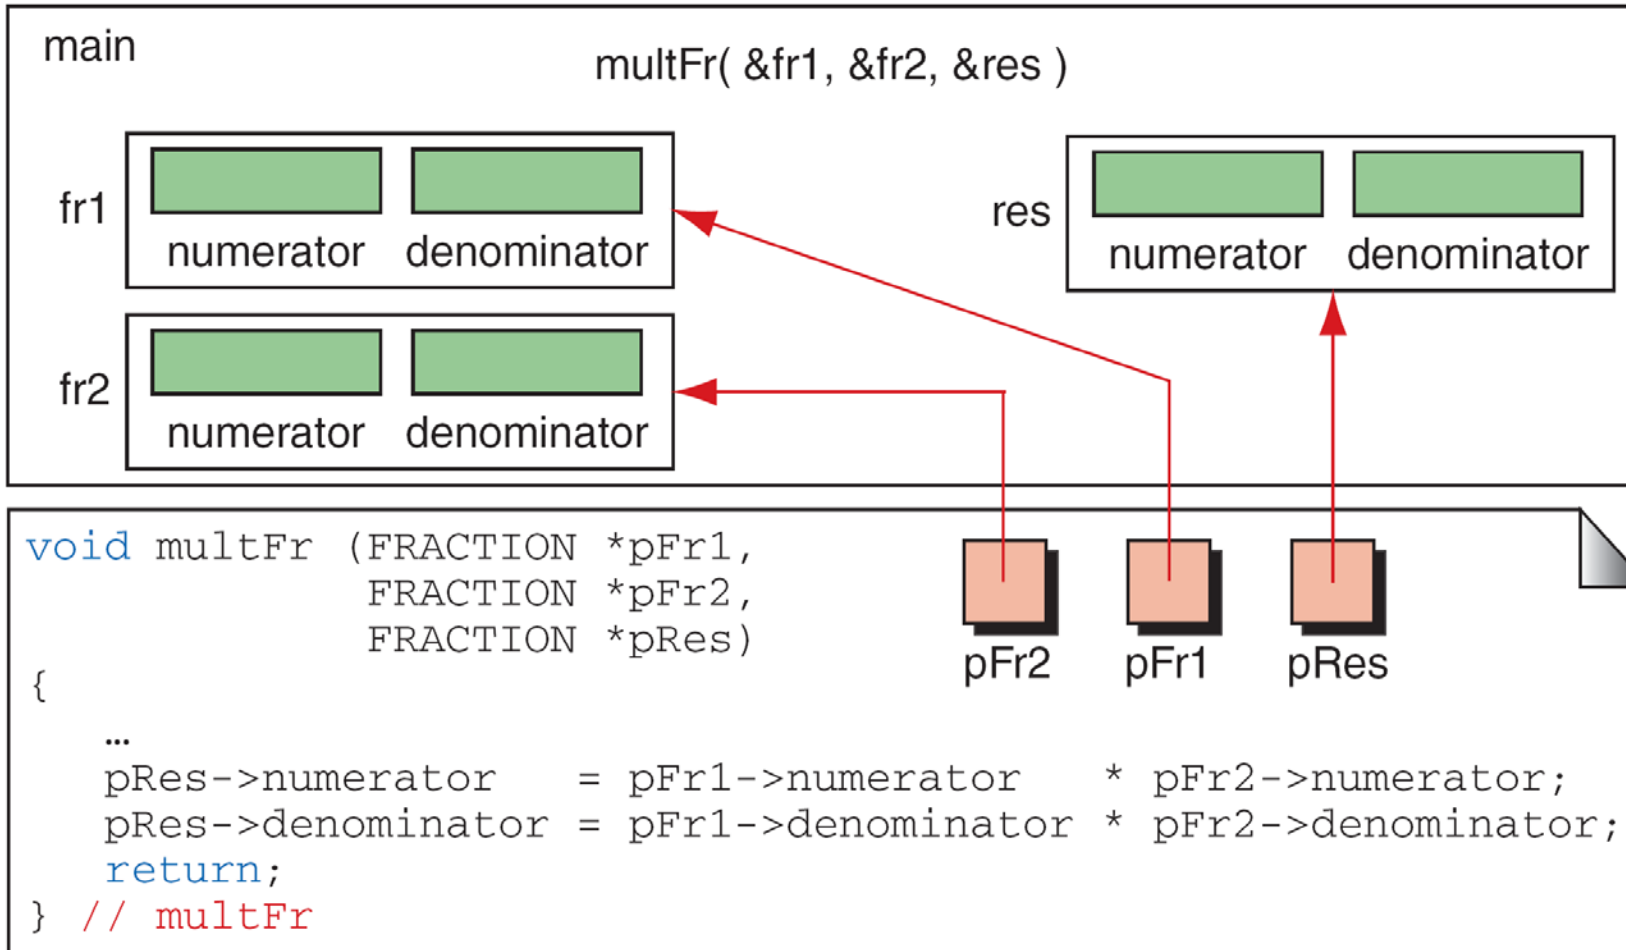 main
multFr( &fr1, &fr2, &res )
fr1
numerator denominator
res
numerator denominator
fr2
numerator denominator
void multFr (FRACTION *pFr1,
FRACTION *pFr2,
FRACTION *pRes)
pFr2 pFr1 pRes
{
…
pRes->numerator = pFr1->numerator * pFr2->numerator;
pRes->denominator = pFr1->denominator * pFr2->denominator;
return;
} // multFr